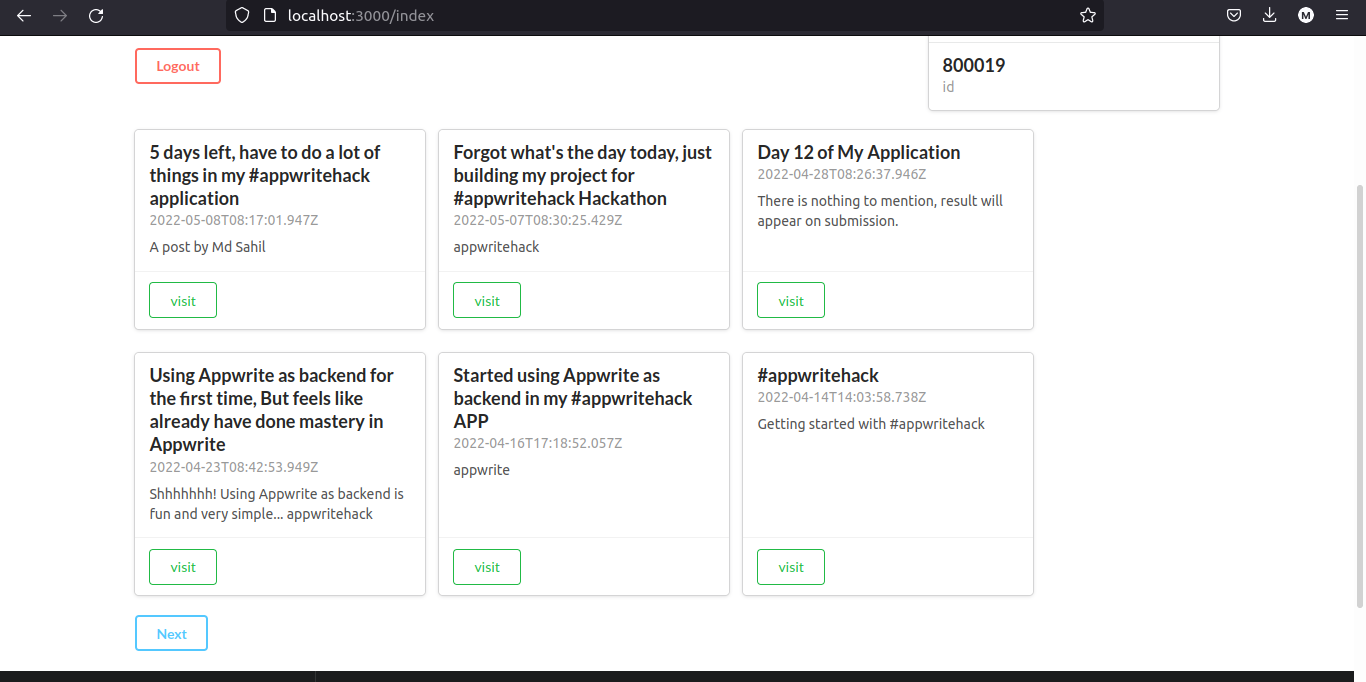 localhost:3000/index
M
Logout
800019
id
5 days left, have to do a lot of
things in my #appwritehack
application
2022-05-08T08:17:01.947Z
A post by Md Sahil
visit
Forgot what's the day today, just
building my project for
#appwritehack Hackathon
2022-05-07T08:30:25.429Z
appwritehack
visit
Day 12 of My Application
2022-04-28T08:26:37.946Z
There is nothing to mention, result will
appear on submission.
visit
Using Appwrite as backend for
the first time, But feels like
already have done mastery in
Appwrite
2022-04-23T08:42:53.949Z
Shhhhhhh! Using Appwrite as backend is
fun and very simple... appwritehack
visit
Started using Appwrite as
backend in my #appwritehack
APP
2022-04-16T17:18:52.057Z
appwrite
visit
#appwritehack
2022-04-14T14:03:58.738Z
Getting started with #appwritehack
visit
Next